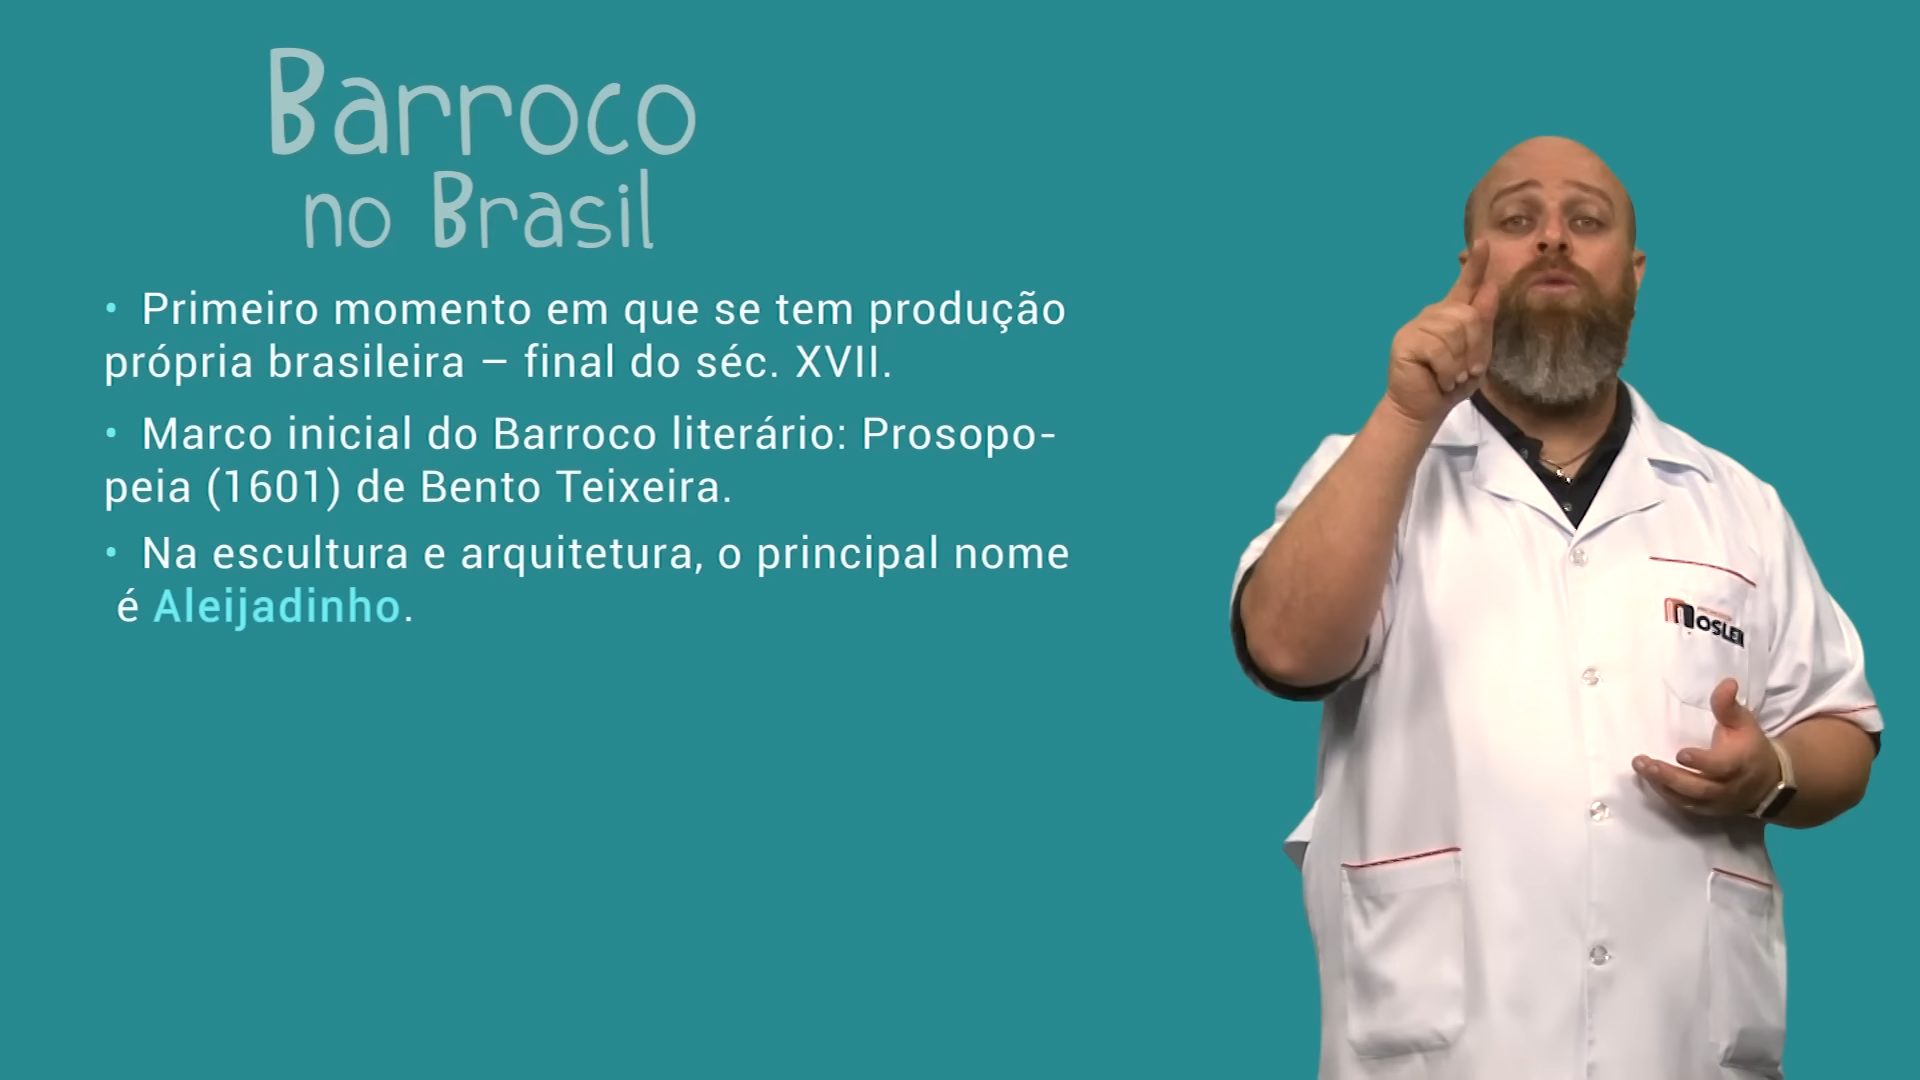 Barroco
no Brasil
• Primeiro momento em que se tem produção
própria brasileira – final do séc. XVII.
• Marco inicial do Barroco literário: Prosopo-
peia (1601) de Bento Teixeira.
• Na escultura e arquitetura, o principal nome
é Aleijadinho.